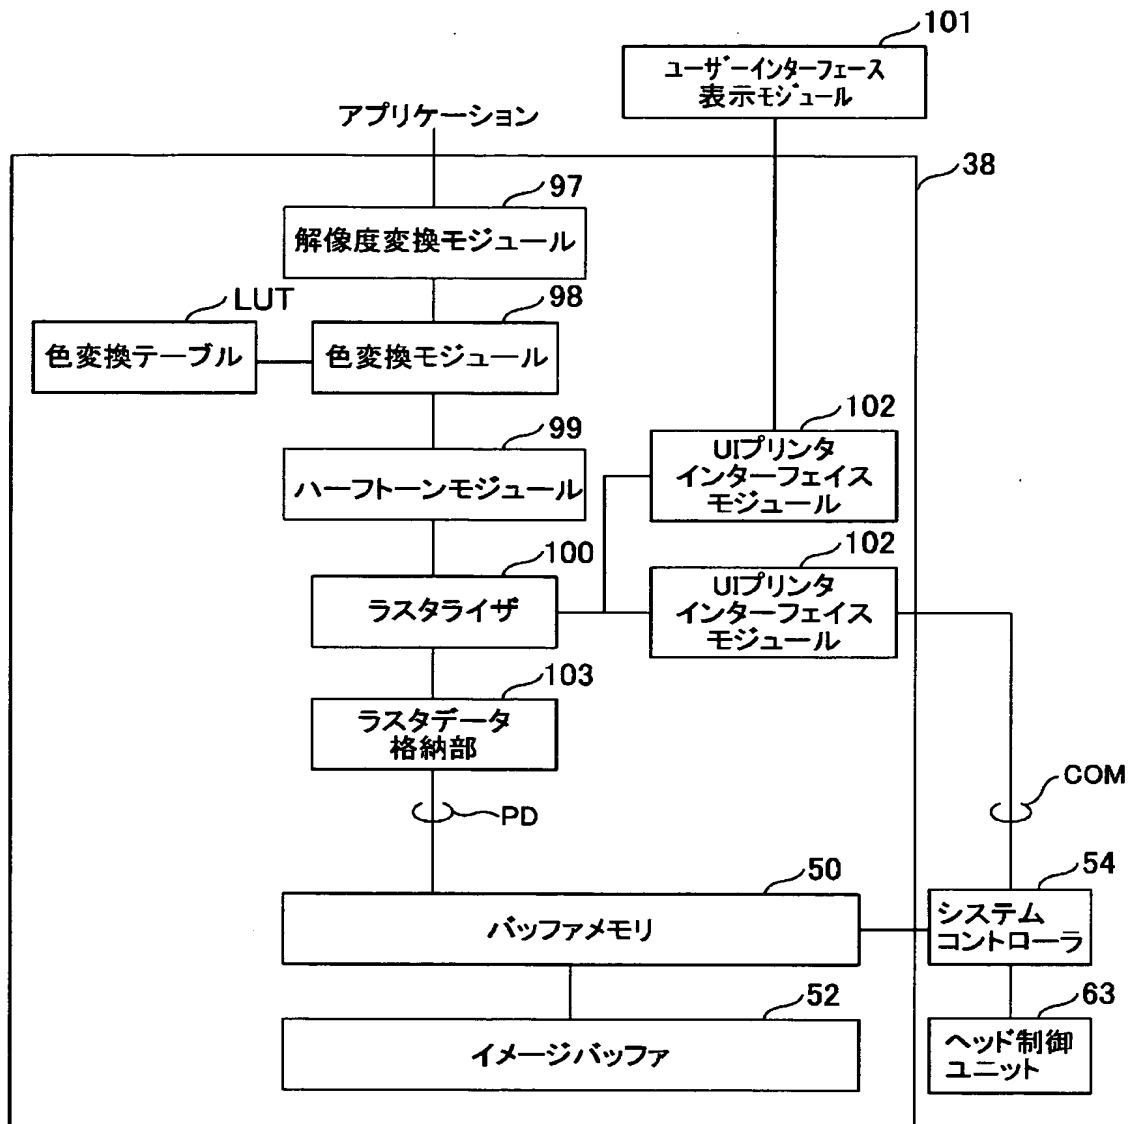 101
ユーザーインターフェース
表示モジュール
アプリケーション
38
97
解像度変換モジュール
LUT
98
色変換テーブル
色変換モジュール
99
ハーフトーンモジュール
102
UIプリンタ
インターフェイス
モジュール
100
ラスタライザ
102
UIプリンタ
インターフェイス
モジュール
103
ラスタデータ
格納部
PD
COM
50
バッファメモリ
54
システム
コントローラ
52
イメージバッファ
63
ヘッド制御
ユニット